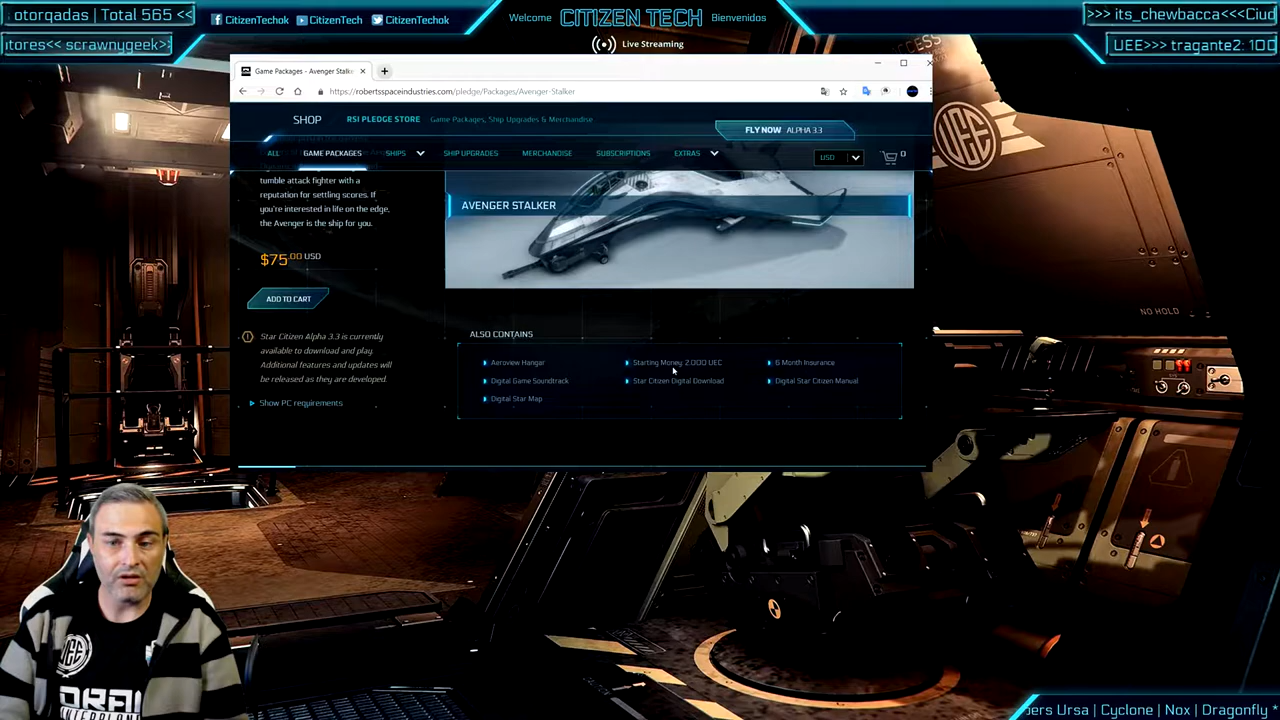 otorqadas | Total 565 <<
itores<< scrawnygeek>
CitizenTechok
CitizenTech
CitizenTechok
Welcome
CITIZEN TECH
Bienvenidos
Live Streaming
>>> its_chewbacca<<<Ciud
UEE>>> tragante2: 100
Game Packages - Avenger Stalke
https://robertsspaceindustries.com/pledge/Packages/Avenger-Stalker
SHOP
RSI PLEDGE STORE
Game Packages, Ship Upgrades & Merchandise
FLY NOW ALPHA 3.3
ALL
GAME PACKAGES
SHIPS
SHIP UPGRADES
MERCHANDISE
SUBSCRIPTIONS
EXTRAS
USD
0
tumble attack fighter with a
reputation for settling scores. If
you're interested in life on the edge,
the Avenger is the ship for you.
$75.00 USD
ADD TO CART
Star Citizen Alpha 3.3 is currently
available to download and play.
Additional features and updates will
be released as they are developed.
Show PC requirements
AVENGER STALKER
ALSO CONTAINS
Aeroview Hangar
Starting Money 2,000 UEC
6 Month Insurance
Digital Game Soundtrack
Star Citizen Digital Download
Digital Star Citizen Manual
Digital Star Map
UEE
NO HOLD
UEE
DRA
INTERPLAN
bers Ursa | Cyclone | Nox | Dragonfly *